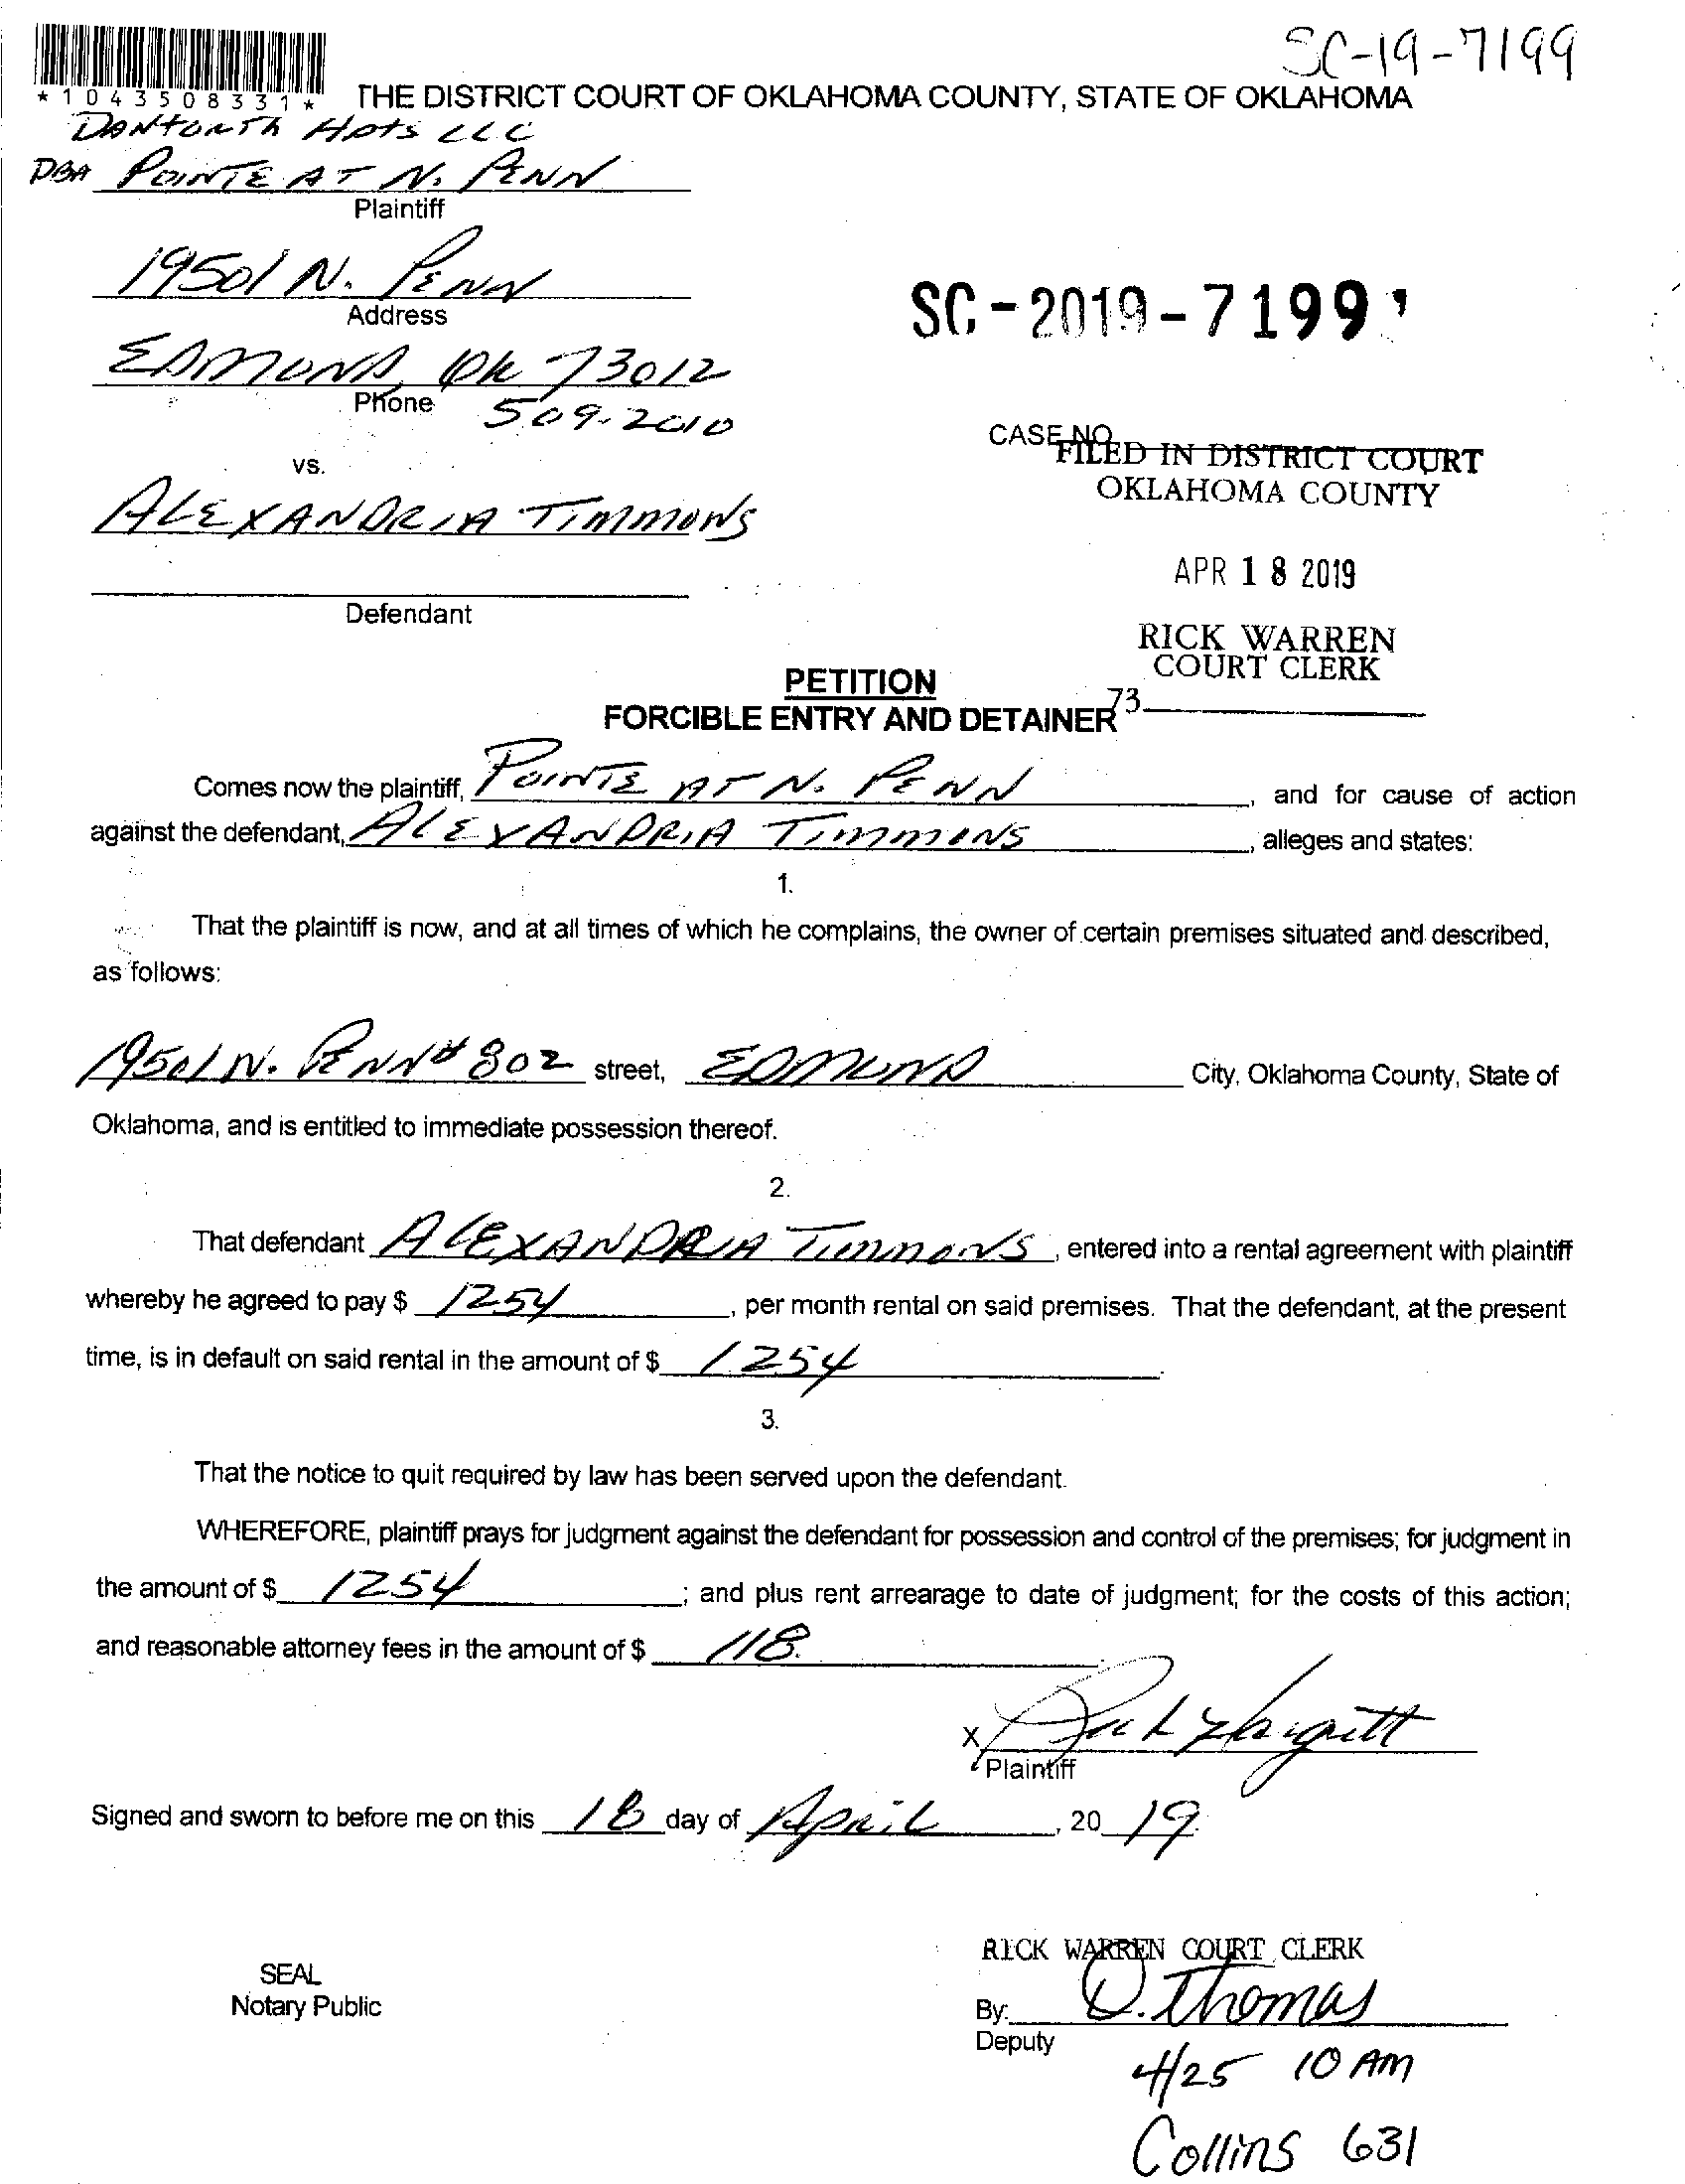 SC-19-7199
*1043508331*
THE DISTRICT COURT OF OKLAHOMA COUNTY, STATE OF OKLAHOMA
DANFORTH Apts LLC
DBA POINTE AT N. PENN
Plaintiff
19501 N. PENN
Address
SC-2019-7199
EDMOND, OK 73012
Phone 509-2010
CASE NO.
FILED IN DISTRICT COURT
OKLAHOMA COUNTY
vs.
ALEXANDRIA TIMMONS
APR 18 2019
Defendant
RICK WARREN
COURT CLERK
PETITION
73
FORCIBLE ENTRY AND DETAINER
Comes now the plaintiff, POINTE AT N. PENN, and for cause of action
against the defendant, ALEXANDRIA TIMMONS, alleges and states:
1.
That the plaintiff is now, and at all times of which he complains, the owner of certain premises situated and described,
as follows:
19501 N. PENN # 802 street, EDMOND City, Oklahoma County, State of
Oklahoma, and is entitled to immediate possession thereof.
2.
That defendant ALEXANDRIA TIMMONS, entered into a rental agreement with plaintiff
whereby he agreed to pay $ 1254, per month rental on said premises. That the defendant, at the present
time, is in default on said rental in the amount of $ 1254.
3.
That the notice to quit required by law has been served upon the defendant.
WHEREFORE, plaintiff prays for judgment against the defendant for possession and control of the premises; for judgment in
the amount of $ 1254; and plus rent arrearage to date of judgment; for the costs of this action;
and reasonable attorney fees in the amount of $ 118.
X
Plaintiff
Signed and sworn to before me on this 18 day of April, 20 19.
RICK WARREN COURT CLERK
SEAL
Notary Public
By: D. Thomas
Deputy
4/25 10 AM
Collins 631